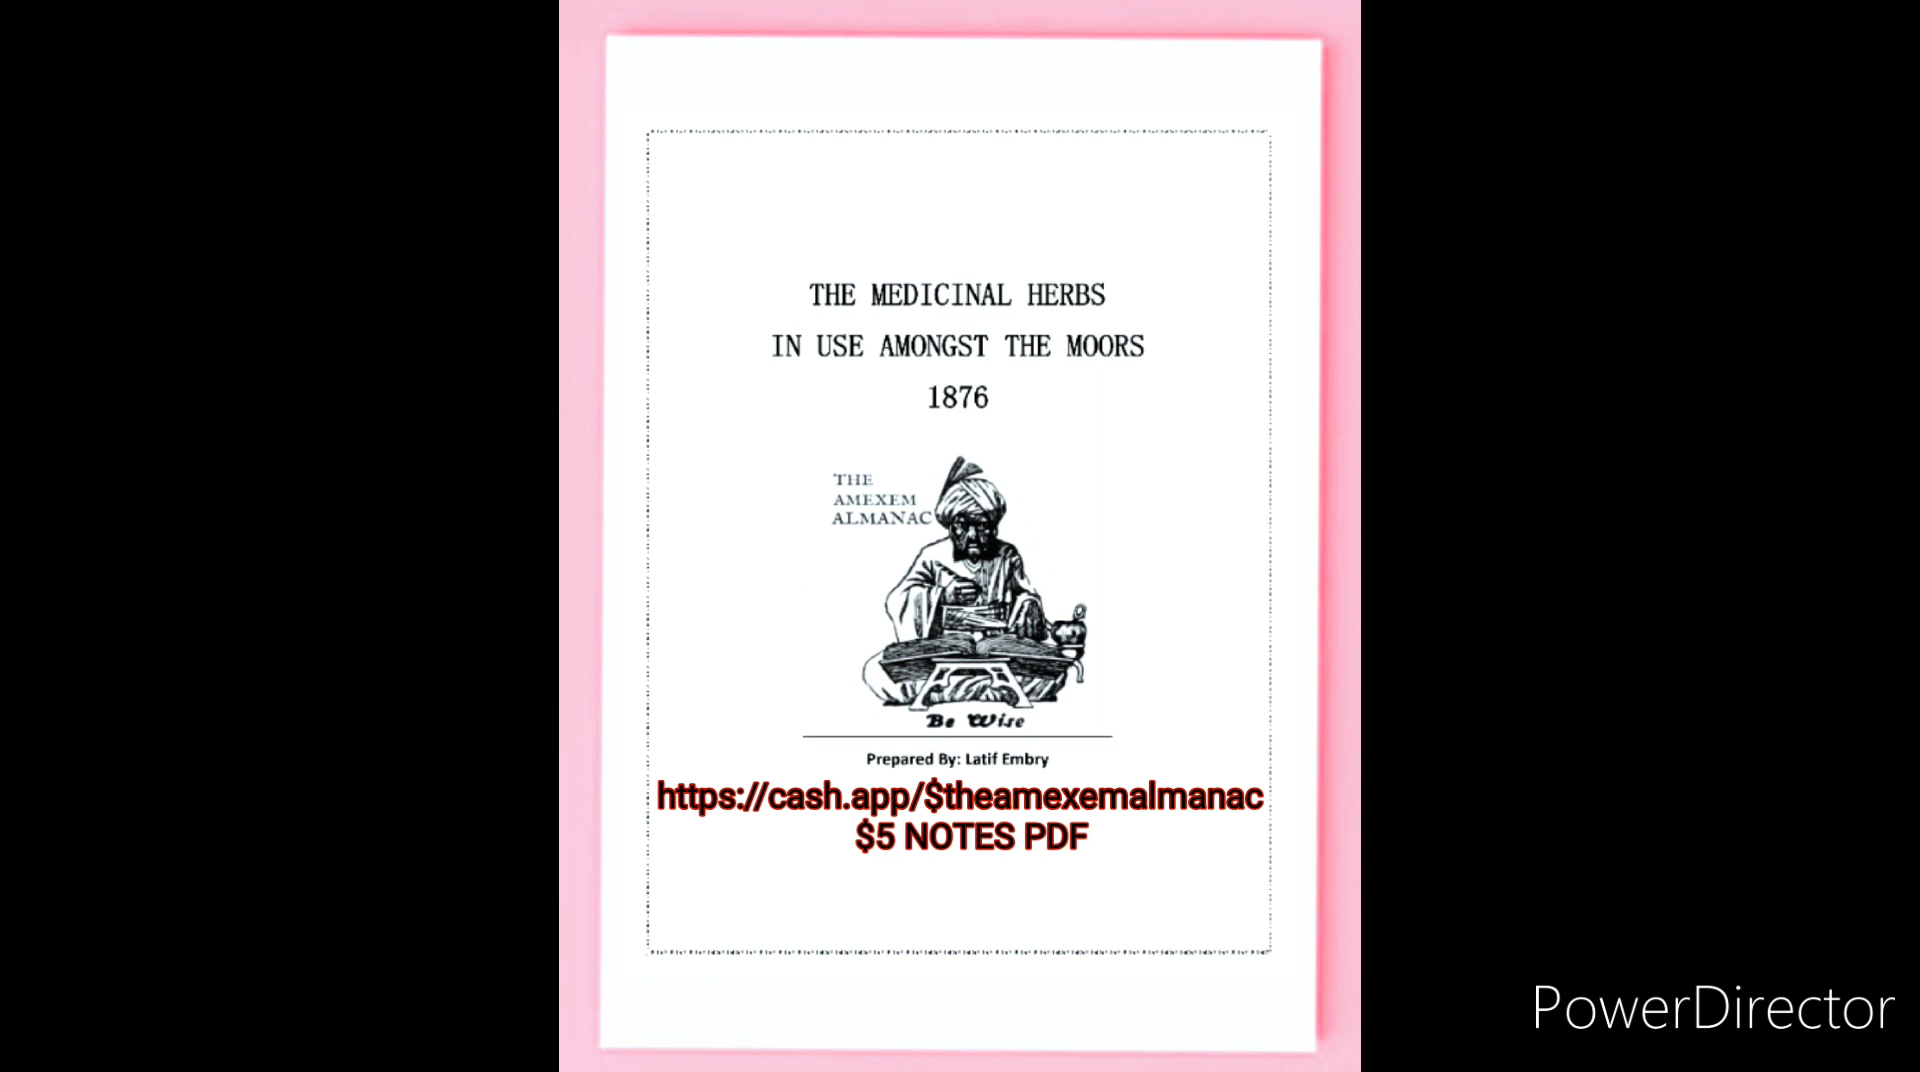 THE MEDICINAL HERBS
IN USE AMONGST THE MOORS
1876
THE
AMEXEM
ALMANAC
Be Wise
Prepared By: Latif Embry
https://cash.app/$theamexemalmanac
$5 NOTES PDF
PowerDirector